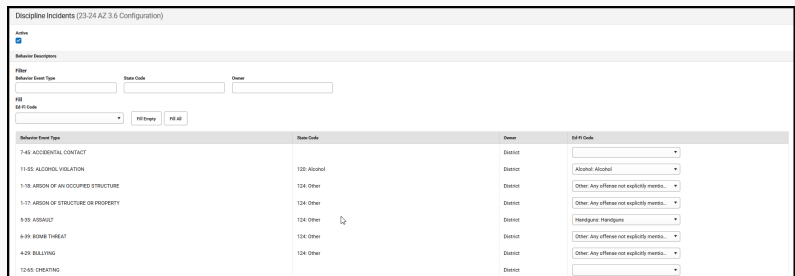 Discipline Incidents (23-24 AZ 3.6 Configuration)
Active
Behavior Descriptors
Filter
Behavior Event Type State Code Owner
Fill
Ed-Fi Code
Fill Empty Fill All
Behavior Event Type State Code Owner Ed-Fi Code
7-45: ACCIDENTAL CONTACT District
11-55: ALCOHOL VIOLATION 120: Alcohol District Alcohol: Alcohol
1-18: ARSON OF AN OCCUPIED STRUCTURE 124: Other District Other: Any offense not explicitly mentio...
1-17: ARSON OF STRUCTURE OR PROPERTY 124: Other District Other: Any offense not explicitly mentio...
5-35: ASSAULT 124: Other District Handguns: Handguns
6-39: BOMB THREAT 124: Other District Other: Any offense not explicitly mentio...
4-29: BULLYING 124: Other District Other: Any offense not explicitly mentio...
12-65: CHEATING District